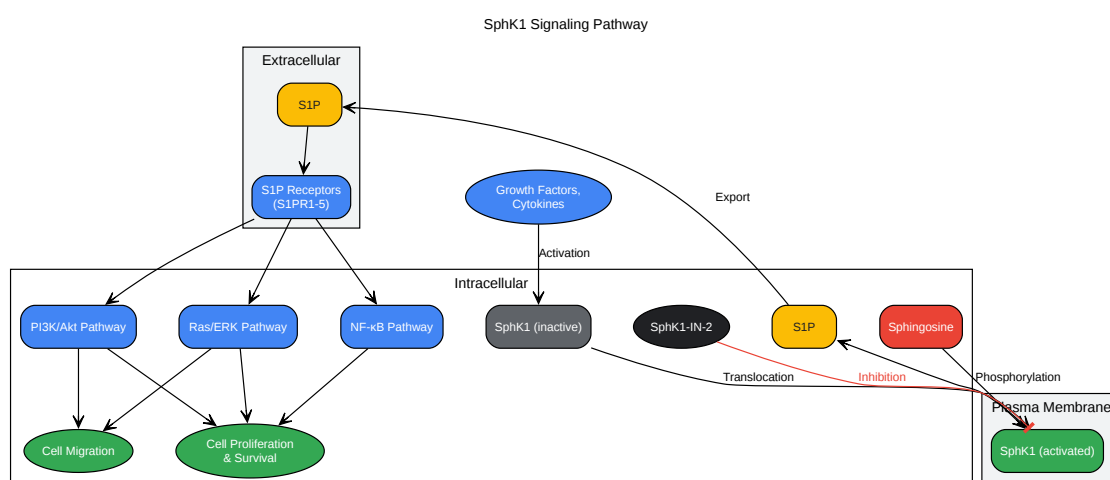 SphK1 Signaling Pathway
Extracellular
S1P
S1P Receptors
(S1PR1-5)
Growth Factors,
Cytokines
Export
Activation
Intracellular
PI3K/Akt Pathway
Ras/ERK Pathway
NF-κB Pathway
SphK1 (inactive)
SphK1-IN-2
S1P
Sphingosine
Translocation
Inhibition
Phosphorylation
Plasma Membrane
Cell Migration
Cell Proliferation
& Survival
SphK1 (activated)